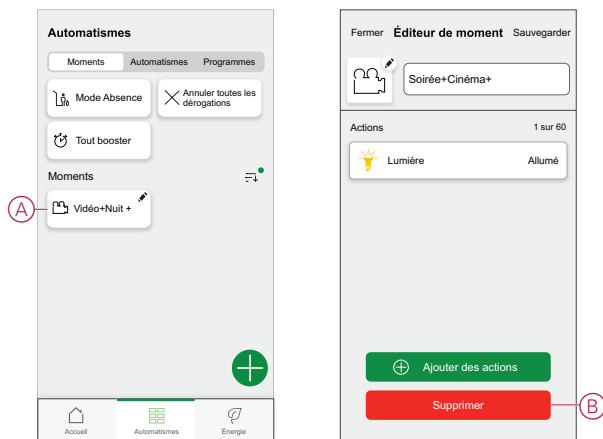 Automatismes
Moments Automatismes Programmes
Mode Absence
Annuler toutes les
dérogations
Tout booster
Moments
A
Vidéo+Nuit +
Accueil Automatismes Énergie
Fermer Éditeur de moment Sauvegarder
Soirée+Cinéma+
Actions 1 sur 60
Lumière Allumé
Ajouter des actions
Supprimer
B